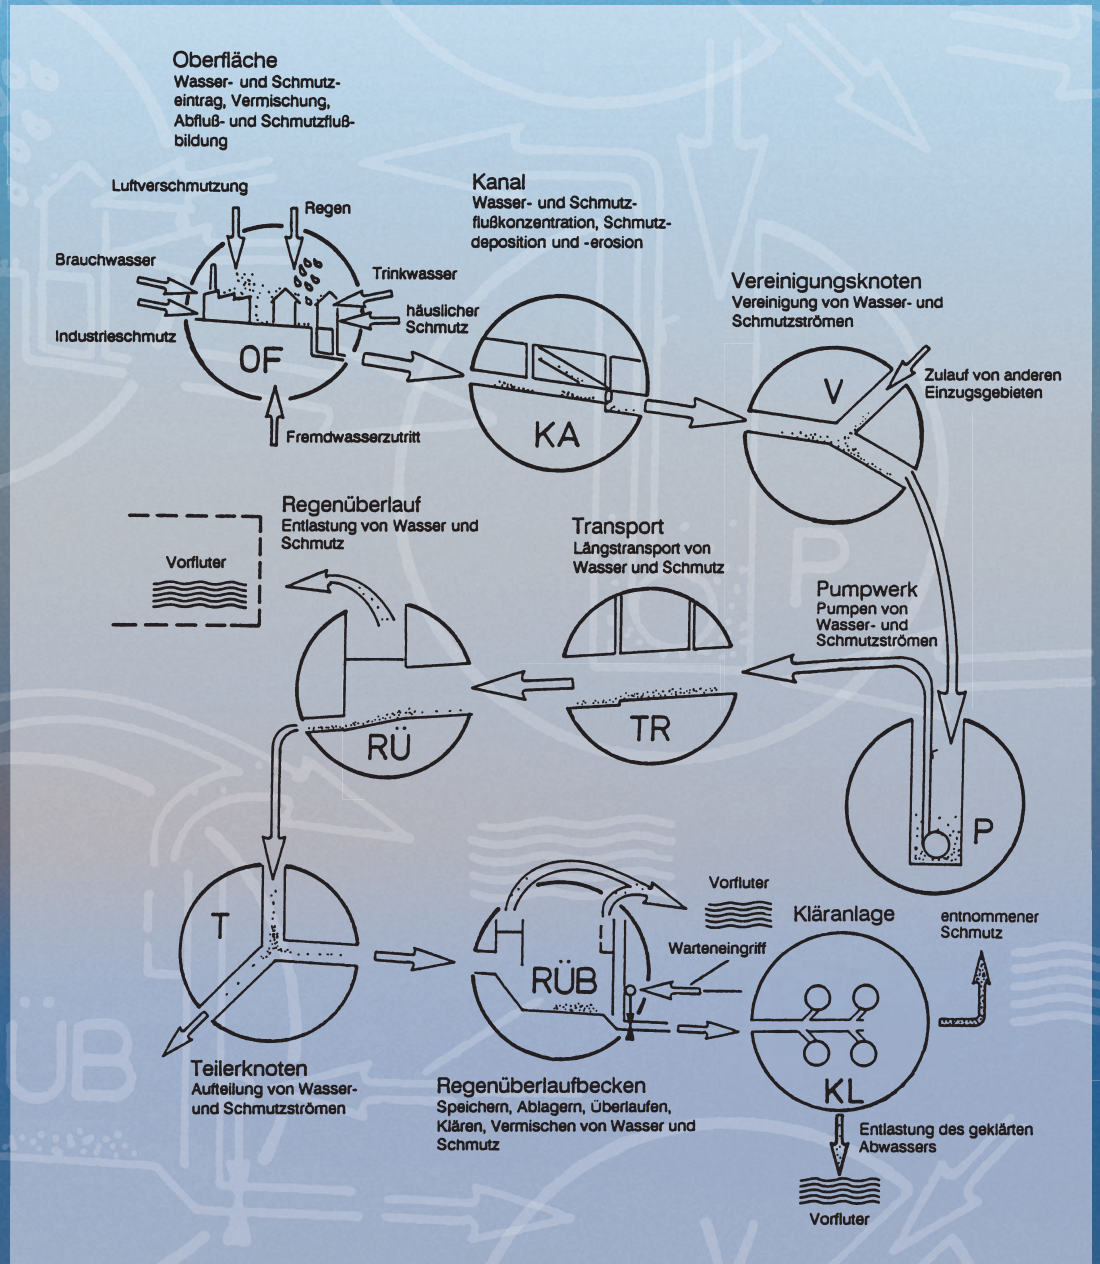 Oberfläche
Wasser- und Schmutz-
eintrag, Vermischung,
Abfluß- und Schmutzfluß-
bildung
Luftverschmutzung
Regen
Brauchwasser
Trinkwasser
häuslicher
Schmutz
Industrieschmutz
OF
Fremdwasserzutritt
Kanal
Wasser- und Schmutz-
flußkonzentration, Schmutz-
deposition und -erosion
KA
Vereinigungsknoten
Vereinigung von Wasser- und
Schmutzströmen
V
Zulauf von anderen
Einzugsgebieten
Regenüberlauf
Entlastung von Wasser und
Schmutz
Vorfluter
RÜ
Transport
Längstransport von
Wasser und Schmutz
TR
Pumpwerk
Pumpen von
Wasser- und
Schmutzströmen
P
P
T
Teilerknoten
Aufteilung von Wasser-
und Schmutzströmen
RÜB
Regenüberlaufbecken
Speichern, Ablagern, Überlaufen,
Klären, Vermischen von Wasser und
Schmutz
Vorfluter
Warteneingriff
Kläranlage
entnommener
Schmutz
KL
Entlastung des geklärten
Abwassers
Vorfluter
ÜB
V